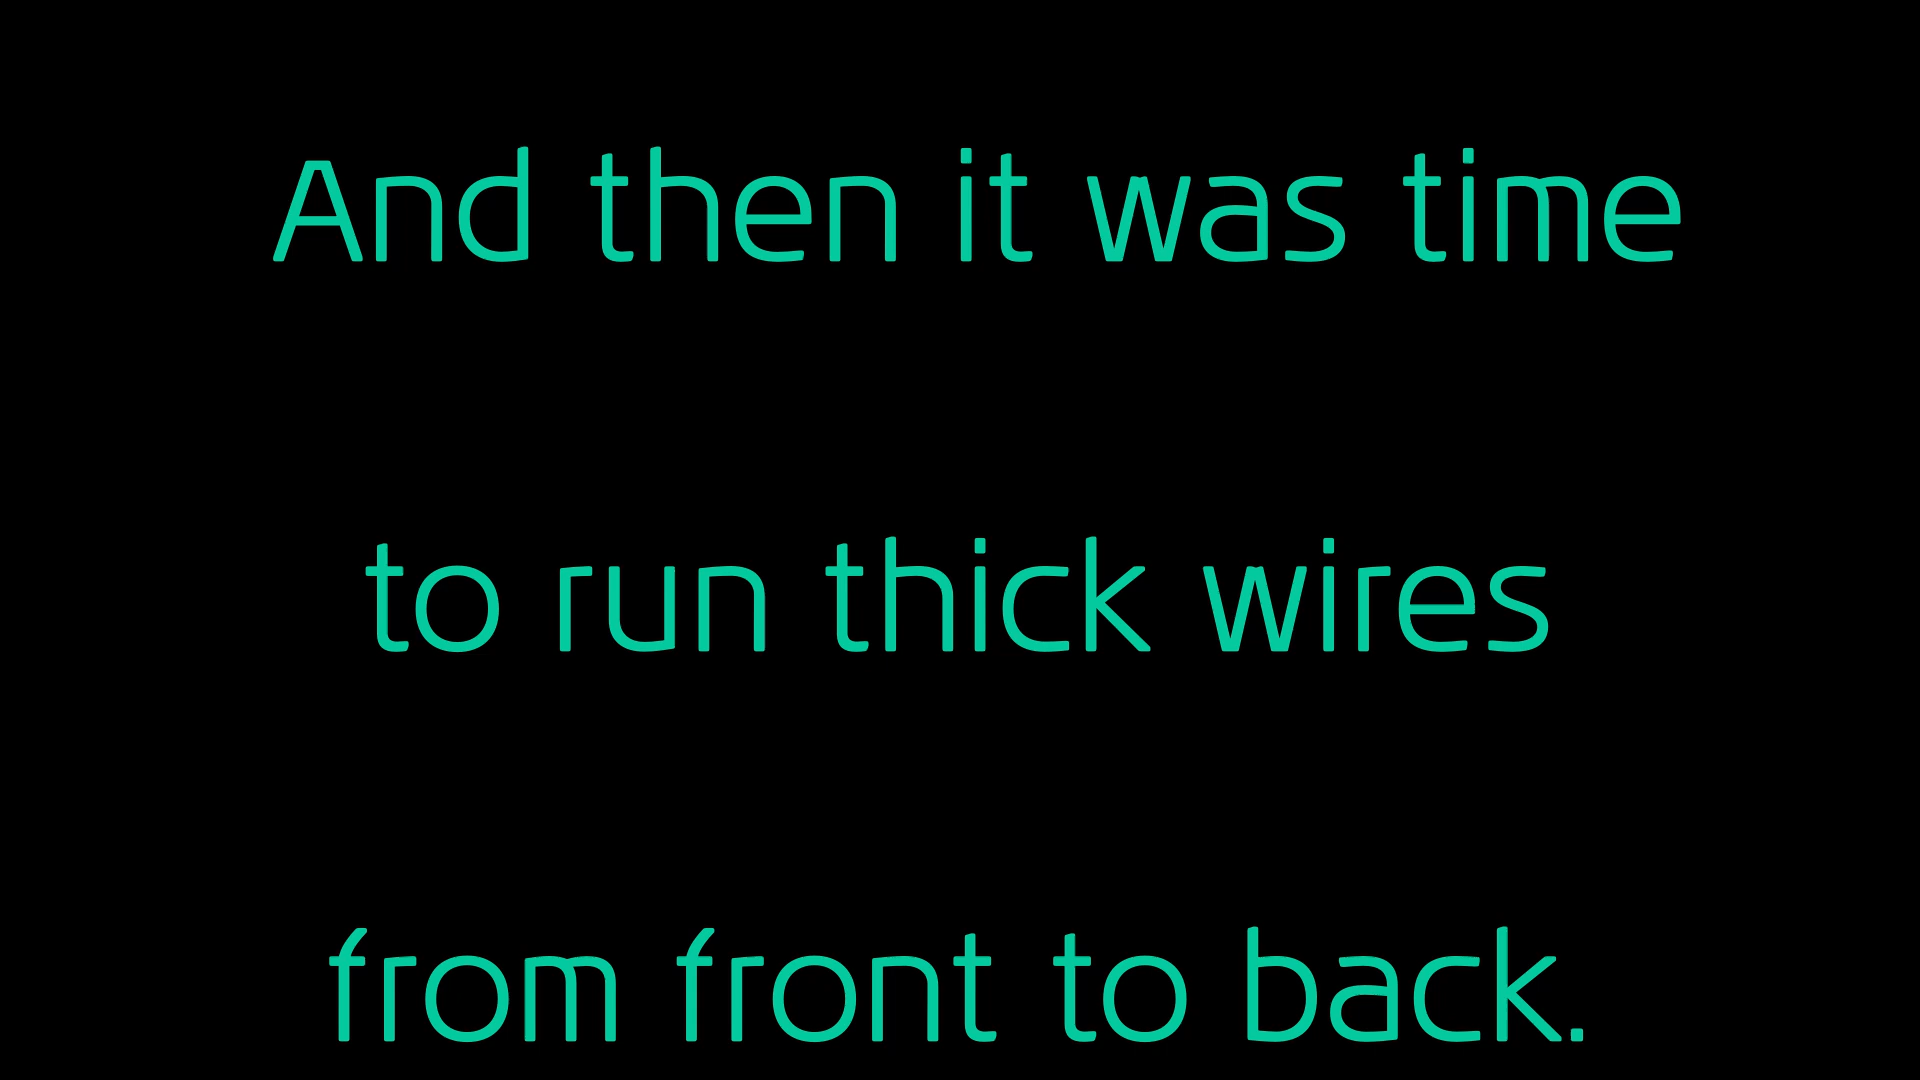 And then it was time
to run thick wires
from front to back.